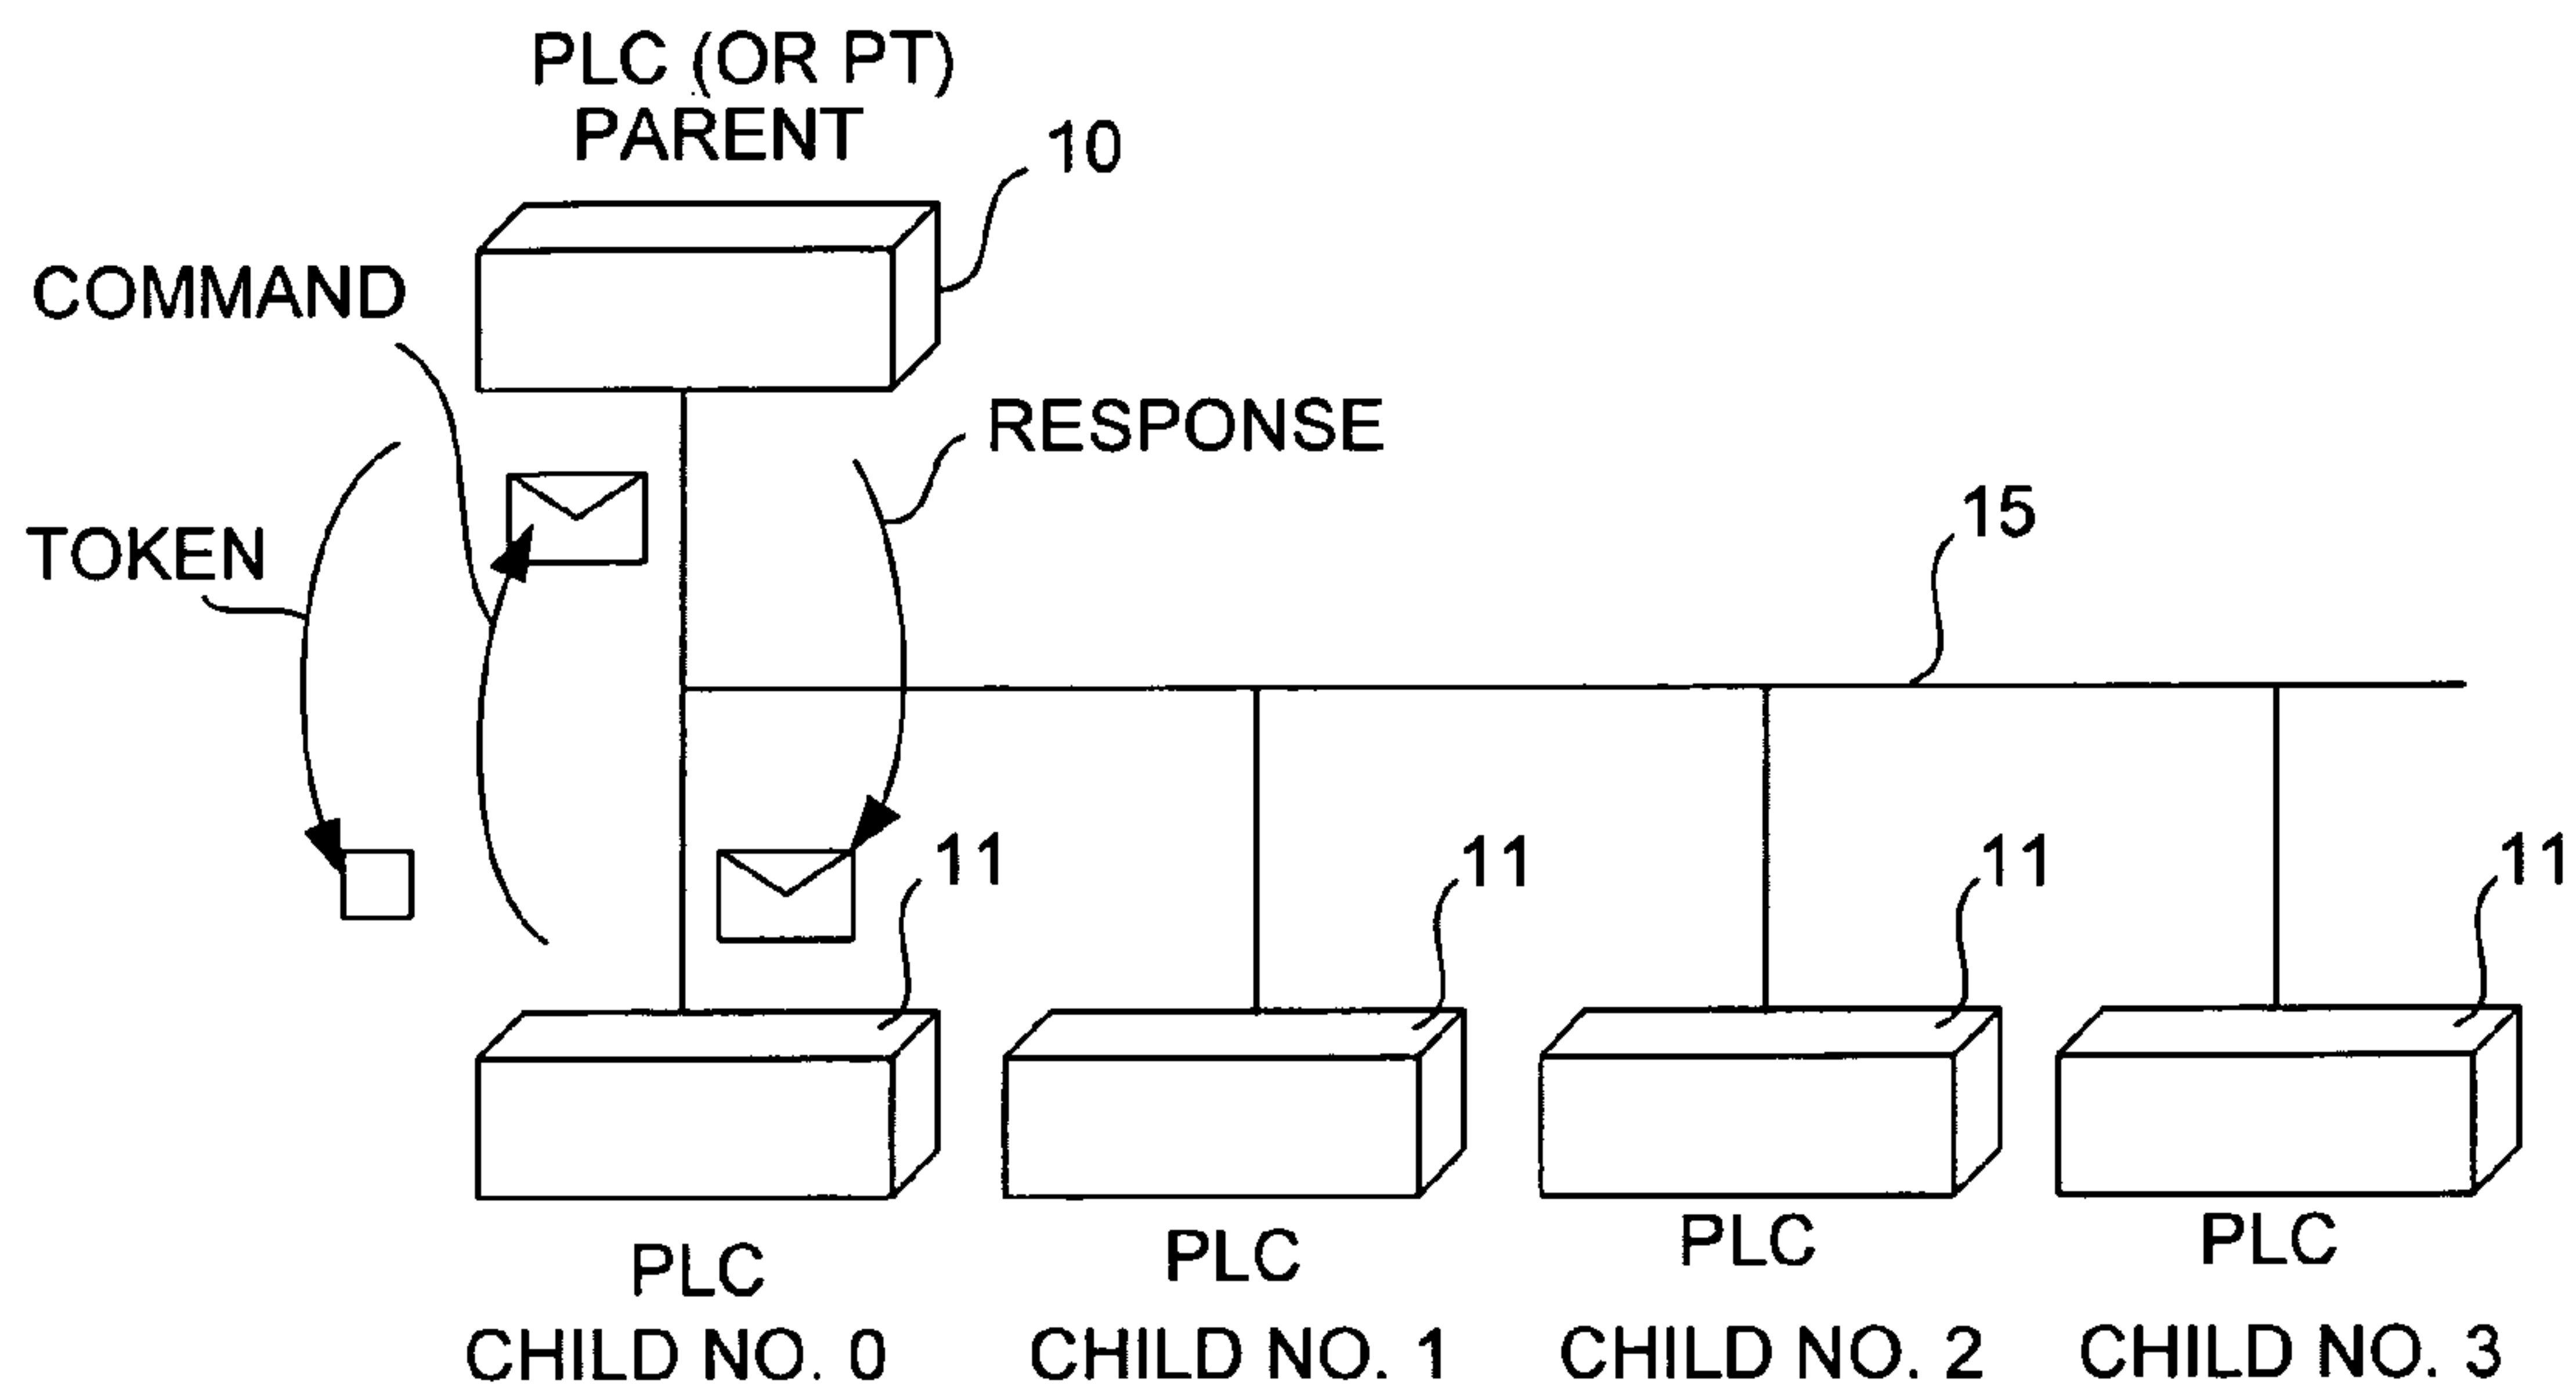 PLC (OR PT)
PARENT
10
COMMAND
RESPONSE
TOKEN
15
11
11
11
11
PLC
CHILD NO. 0
PLC
CHILD NO. 1
PLC
CHILD NO. 2
PLC
CHILD NO. 3